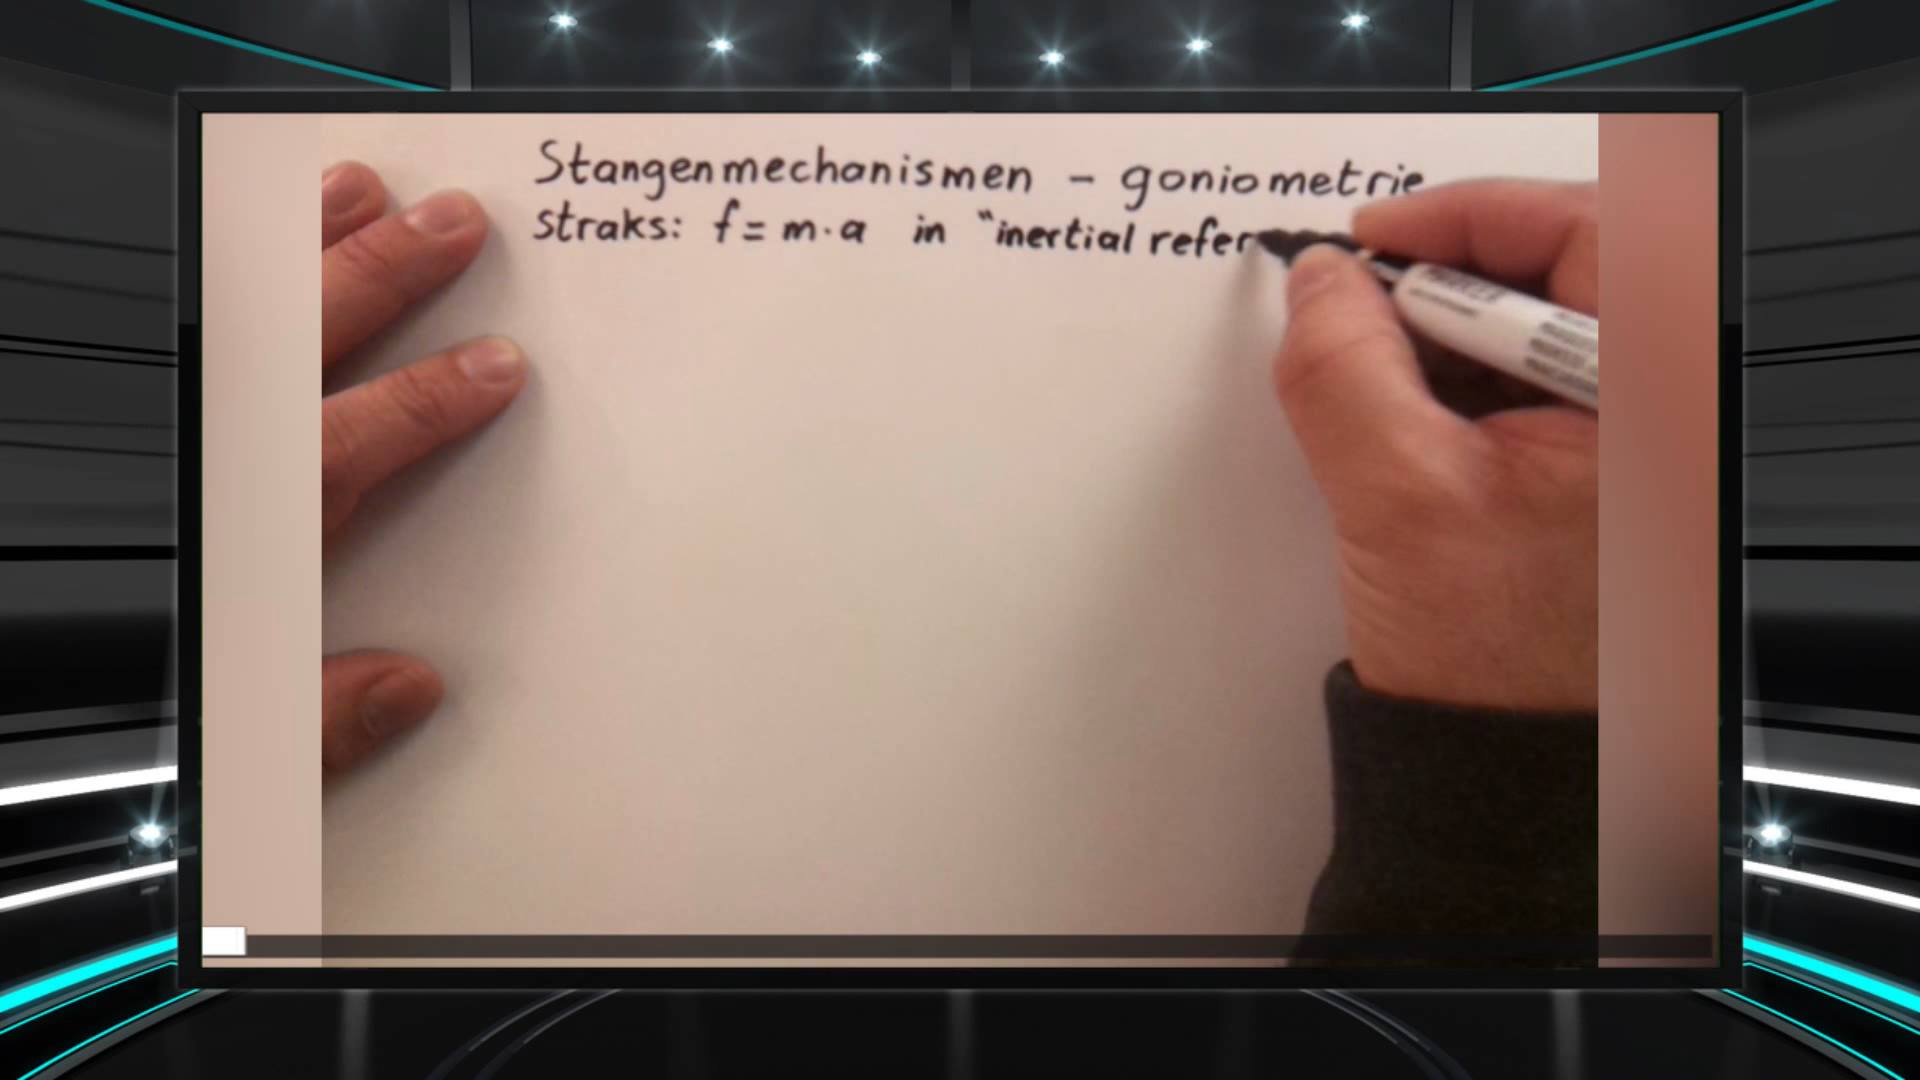 Stangenmechanismen - goniometrie
straks: f = m·a in "inertial refer